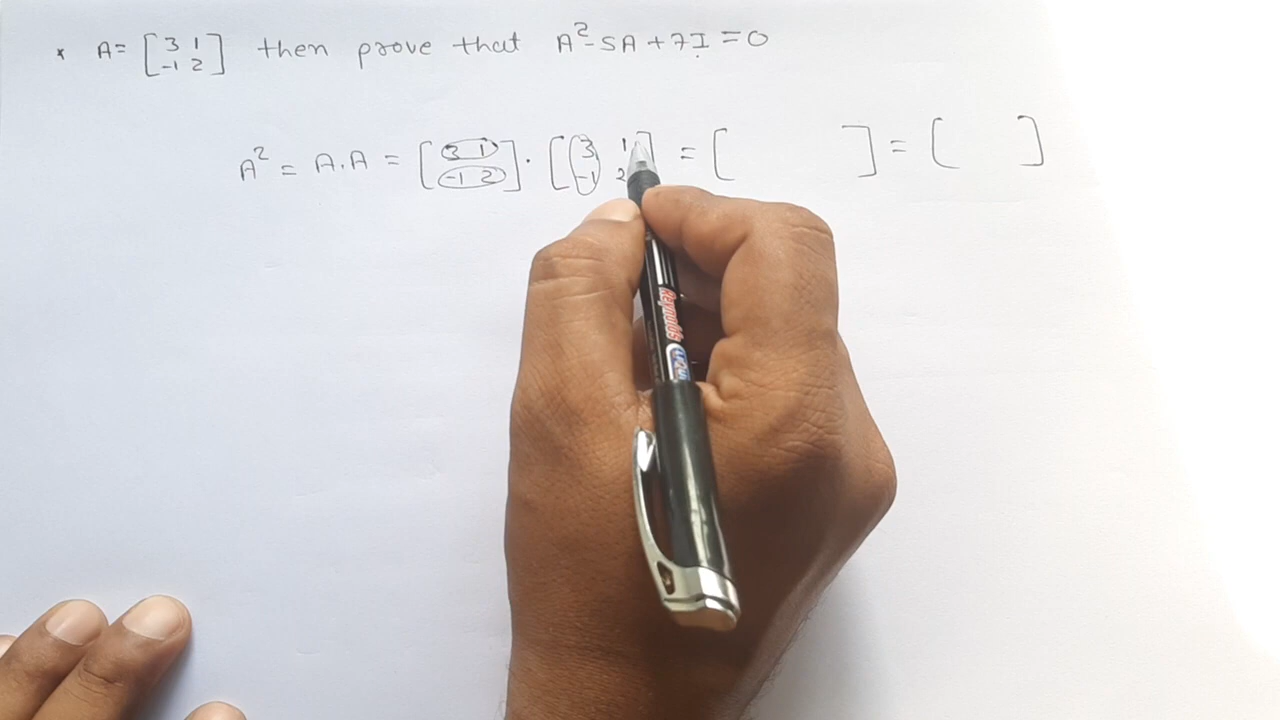 * A = [3 1] then prove that A² - 5A + 7I = 0
[-1 2]
A² = A.A = [3 1] . [3 1] = [ ] = [ ]
[-1 2] [-1 2]
Reynolds